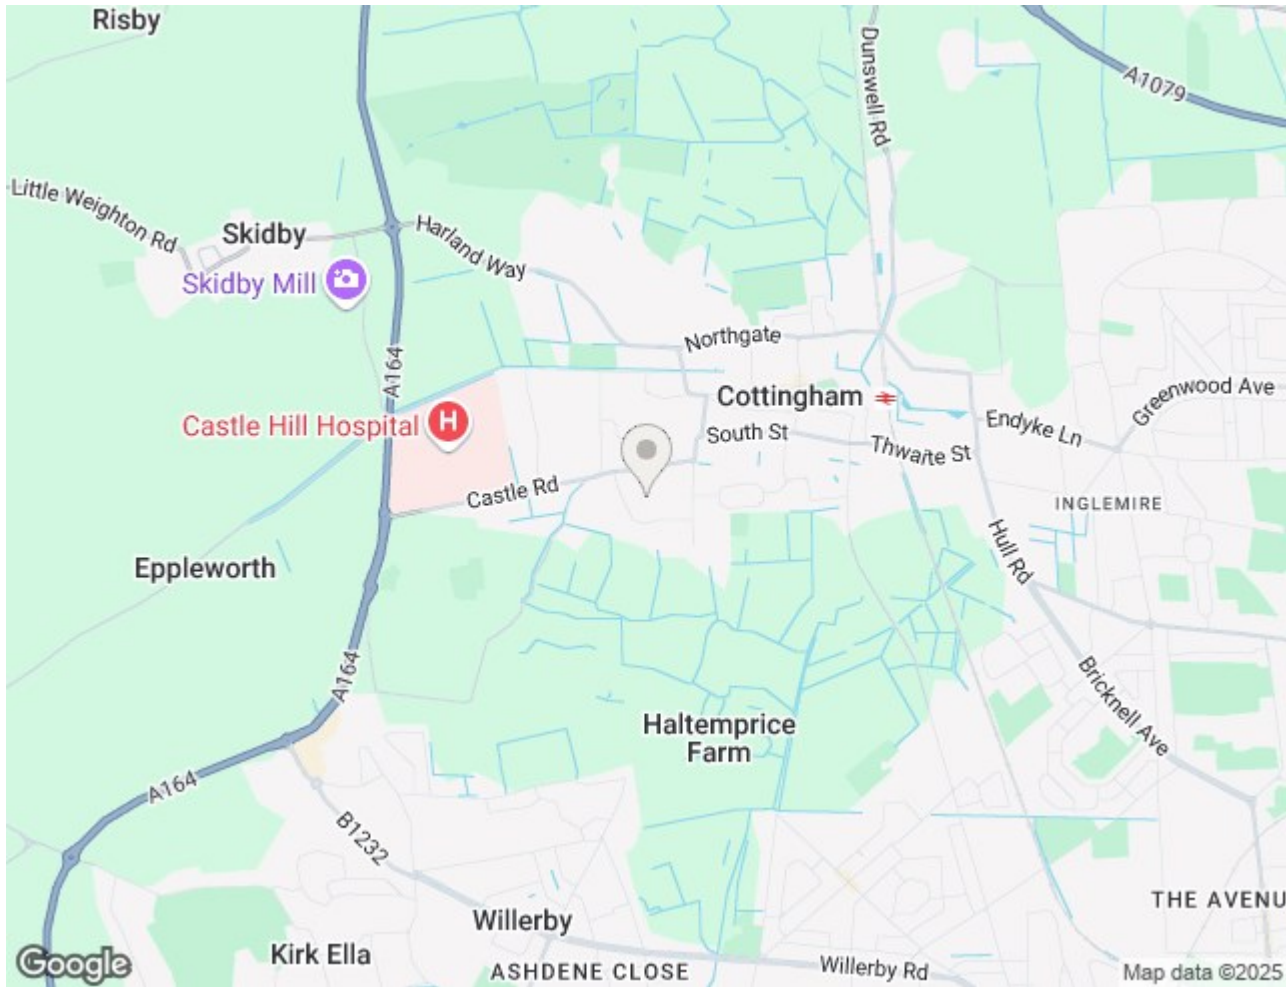 Risby
A1079
Dunswell Rd
Little Weighton Rd
Skidby
Harland Way
Skidby Mill
Northgate
A164
Cottingham
Greenwood Ave
Castle Hill Hospital
H
South St
Endyke Ln
Thwaite St
Castle Rd
INGLEMIRE
Hull Rd
Eppleworth
A164
Bricknell Ave
Haltemprice
Farm
A164
B1232
THE AVENU
Willerby
Kirk Ella
ASHDENE CLOSE
Willerby Rd
Google
Map data ©2025